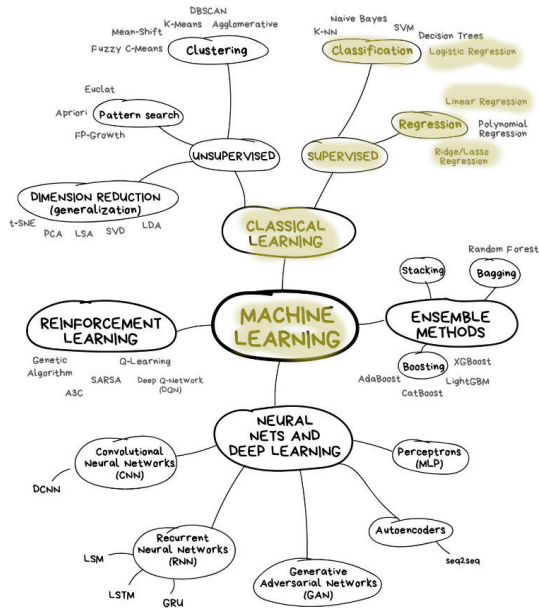 DBSCAN
Mean-Shift
K-Means
Agglomerative
Fuzzy C-Means
Clustering
Naive Bayes
K-NN
SVM
Decision Trees
Classification
Logistic Regression
Euclat
Apriori
Pattern search
FP-Growth
Linear Regression
Regression
Polynomial
Regression
UNSUPERVISED
SUPERVISED
Ridge/Lasso
Regression
DIMENSION REDUCTION
(generalization)
t-SNE
PCA
LSA
SVD
LDA
CLASSICAL
LEARNING
Random Forest
Stacking
Bagging
MACHINE
LEARNING
REINFORCEMENT
LEARNING
ENSEMBLE
METHODS
Genetic
Algorithm
Q-Learning
SARSA
Deep Q-Network
(DQN)
A3C
Boosting
XGBoost
AdaBoost
LightGBM
CatBoost
NEURAL
NETS AND
DEEP LEARNING
Convolutional
Neural Networks
(CNN)
DCNN
Perceptrons
(MLP)
Autoencoders
seq2seq
Recurrent
Neural Networks
(RNN)
LSM
LSTM
GRU
Generative
Adversarial Networks
(GAN)